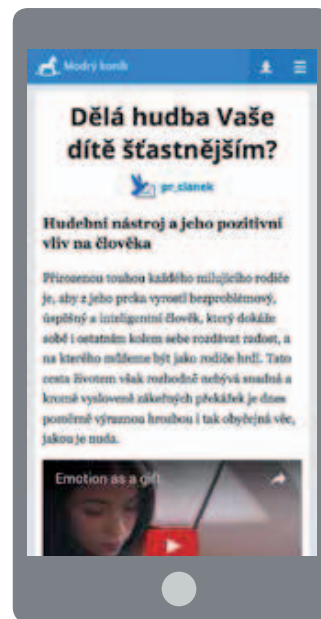 Modrý koník
Dělá hudba Vaše
dítě šťastnějším?
pr_clanek
Hudební nástroj a jeho pozitivní
vliv na člověka
Přirozenou touhou každého milujícího rodiče
je, aby z jeho prcka vyrostl bezproblémový,
úspěšný a inteligentní člověk, který dokáže
sobě i ostatním kolem sebe rozdávat radost, a
na kterého můžeme být jako rodiče hrdí. Tato
cesta životem však rozhodně nebývá snadná a
kromě vysloveně zákeřných překážek je dnes
poměrně výraznou hrozbou i tak obyčejná věc,
jakou je nuda.
Emotion as a gift